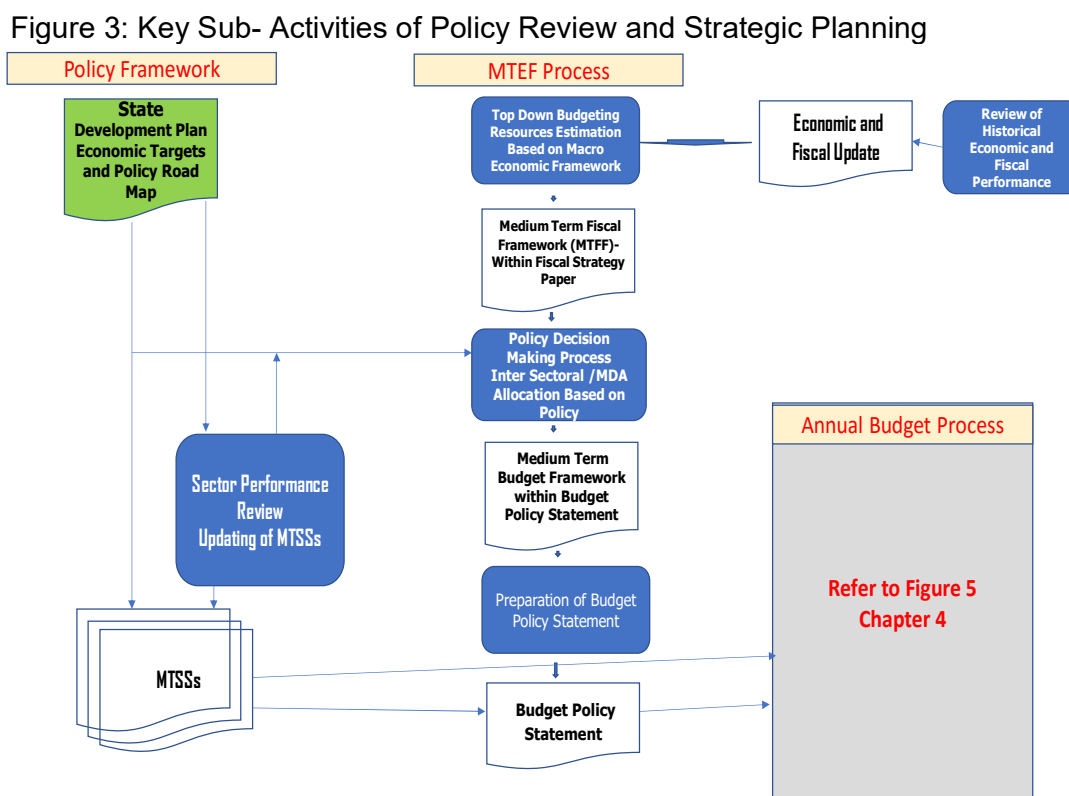 Figure 3: Key Sub- Activities of Policy Review and Strategic Planning
Policy Framework
MTEF Process
State
Development Plan
Economic Targets
and Policy Road
Map
Top Down Budgeting
Resources Estimation
Based on Macro
Economic Framework
Economic and
Fiscal Update
Review of
Historical
Economic and
Fiscal
Performance
Medium Term Fiscal
Framework (MTFF)-
Within Fiscal Strategy
Paper
Policy Decision
Making Process
Inter Sectoral /MDA
Allocation Based on
Policy
Annual Budget Process
Sector Performance
Review
Updating of MTSSs
Medium Term
Budget Framework
within Budget
Policy Statement
Refer to Figure 5
Chapter 4
Preparation of Budget
Policy Statement
MTSSs
Budget Policy
Statement